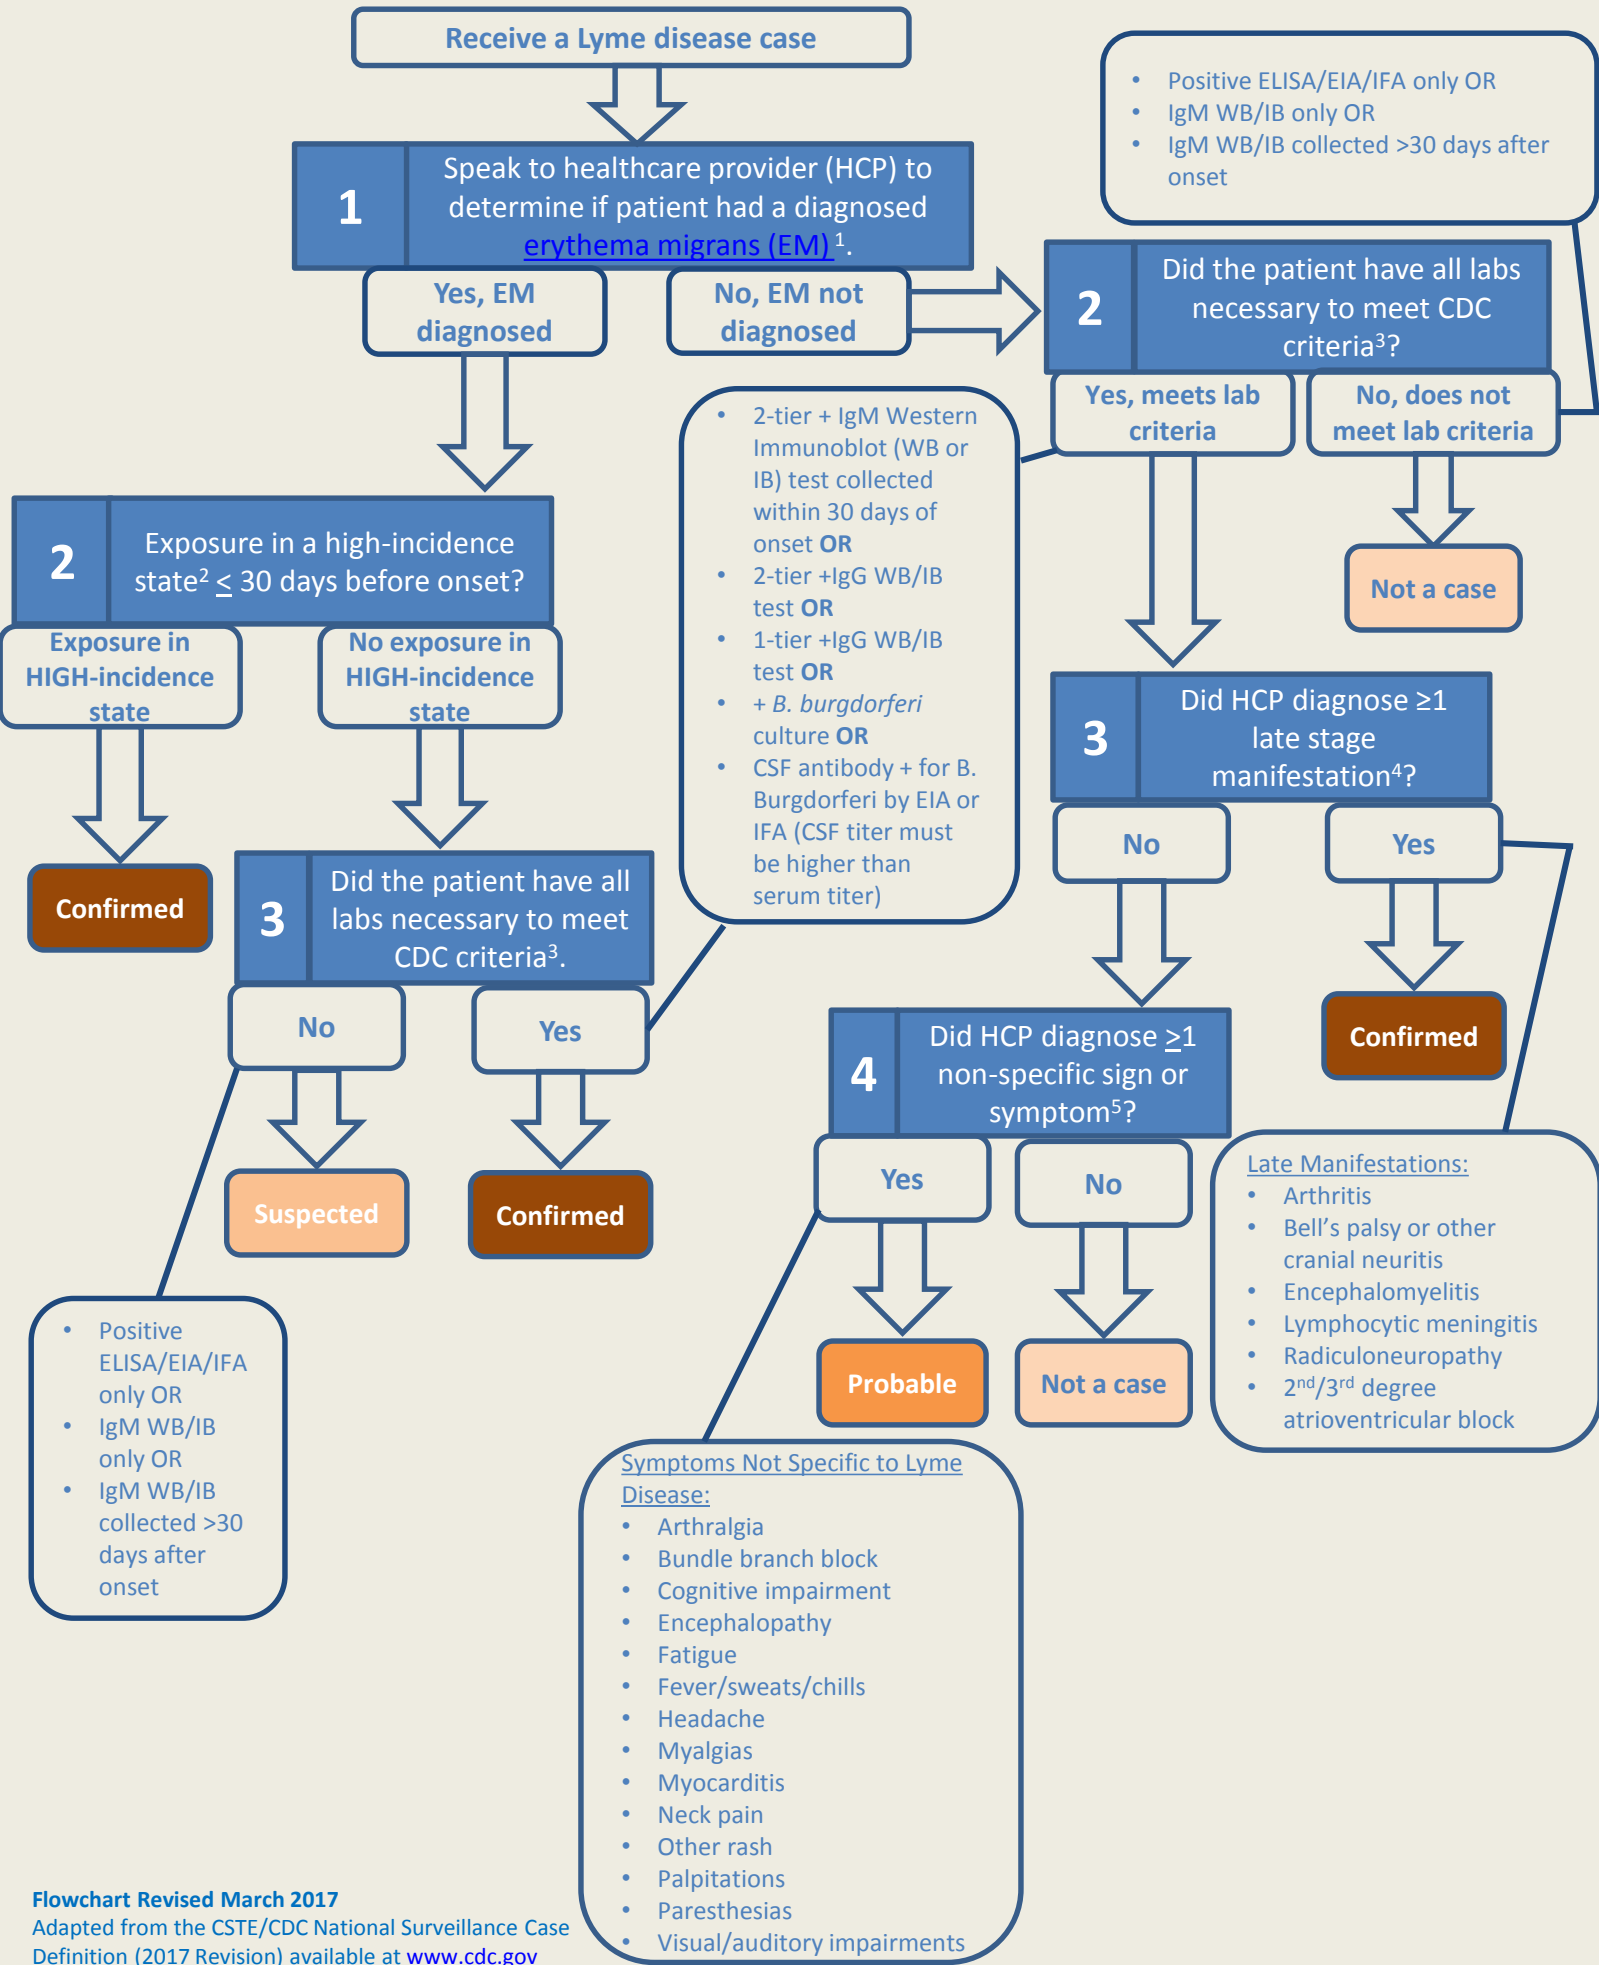 Receive a Lyme disease case
• Positive ELISA/EIA/IFA only OR
• IgM WB/IB only OR
• IgM WB/IB collected >30 days after
onset
1
Speak to healthcare provider (HCP) to
determine if patient had a diagnosed
erythema migrans (EM) 1.
Yes, EM
diagnosed
No, EM not
diagnosed
2
Did the patient have all labs
necessary to meet CDC
criteria3?
Yes, meets lab
criteria
No, does not
meet lab criteria
Not a case
• 2-tier + IgM Western
Immunoblot (WB or
IB) test collected
within 30 days of
onset OR
• 2-tier +IgG WB/IB
test OR
• 1-tier +IgG WB/IB
test OR
• + B. burgdorferi
culture OR
• CSF antibody + for B.
Burgdorferi by EIA or
IFA (CSF titer must
be higher than
serum titer)
2
Exposure in a high-incidence
state2 ≤ 30 days before onset?
Exposure in
HIGH-incidence
state
No exposure in
HIGH-incidence
state
Confirmed
3
Did the patient have all
labs necessary to meet
CDC criteria3.
No
Yes
Suspected
Confirmed
• Positive
ELISA/EIA/IFA
only OR
• IgM WB/IB
only OR
• IgM WB/IB
collected >30
days after
onset
3
Did HCP diagnose ≥1
late stage
manifestation4?
No
Yes
Confirmed
4
Did HCP diagnose ≥1
non-specific sign or
symptom5?
Yes
No
Probable
Not a case
Late Manifestations:
• Arthritis
• Bell’s palsy or other
cranial neuritis
• Encephalomyelitis
• Lymphocytic meningitis
• Radiculoneuropathy
• 2nd/3rd degree
atrioventricular block
Symptoms Not Specific to Lyme
Disease:
• Arthralgia
• Bundle branch block
• Cognitive impairment
• Encephalopathy
• Fatigue
• Fever/sweats/chills
• Headache
• Myalgias
• Myocarditis
• Neck pain
• Other rash
• Palpitations
• Paresthesias
• Visual/auditory impairments
Flowchart Revised March 2017
Adapted from the CSTE/CDC National Surveillance Case
Definition (2017 Revision) available at www.cdc.gov